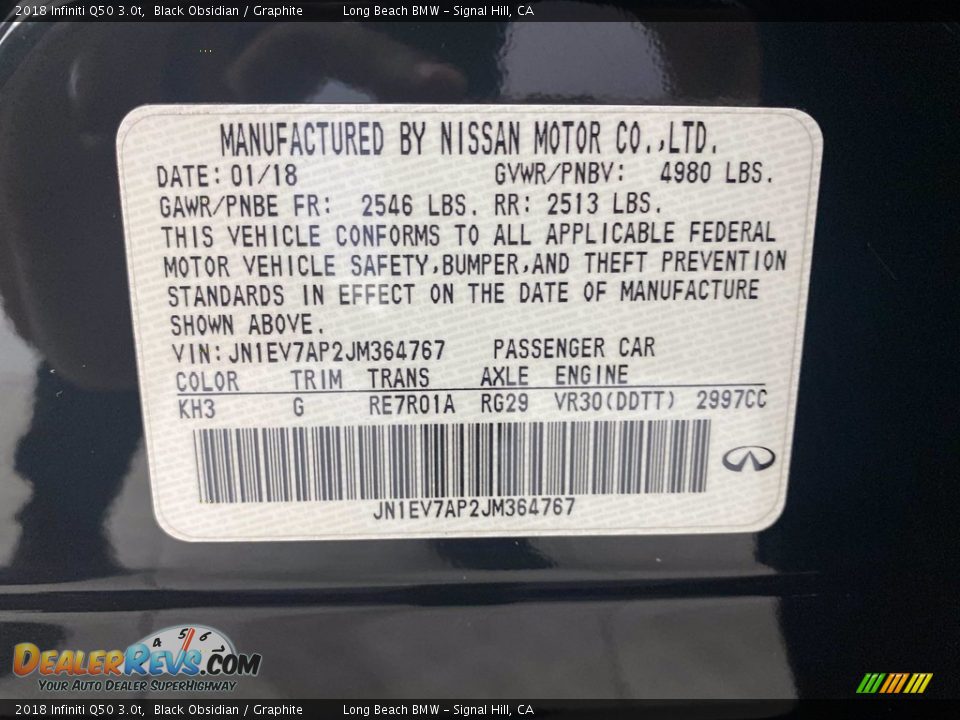 2018 Infiniti Q50 3.0t, Black Obsidian / Graphite Long Beach BMW - Signal Hill, CA
MANUFACTURED BY NISSAN MOTOR CO.,LTD.
DATE: 01/18 GVWR/PNBV: 4980 LBS.
GAWR/PNBE FR: 2546 LBS. RR: 2513 LBS.
THIS VEHICLE CONFORMS TO ALL APPLICABLE FEDERAL
MOTOR VEHICLE SAFETY,BUMPER,AND THEFT PREVENTION
STANDARDS IN EFFECT ON THE DATE OF MANUFACTURE
SHOWN ABOVE.
VIN: JN1EV7AP2JM364767 PASSENGER CAR
COLOR TRIM TRANS AXLE ENGINE
KH3 G RE7R01A RG29 VR30(DDTT) 2997CC
JN1EV7AP2JM364767
4 5 6
DEALERREVS.COM
YOUR AUTO DEALER SUPERHIGHWAY
2018 Infiniti Q50 3.0t, Black Obsidian / Graphite Long Beach BMW - Signal Hill, CA